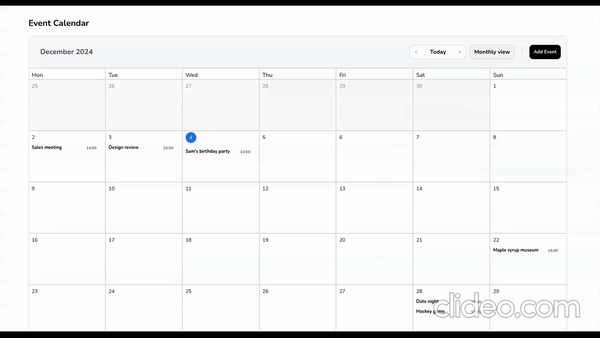 Event Calendar
December 2024
< Today > Monthly view Add Event
Mon Tue Wed Thu Fri Sat Sun
25 26 27 28 29 30 1
2 3 4 5 6 7 8
Sales meeting 14:00 Design review 10:00 Sam's birthday party 14:00
9 10 11 12 13 14 15
16 17 18 19 20 21 22
Maple syrup museum 15:00
23 24 25 26 27 28 29
Date night
Hockey game
clideo.com